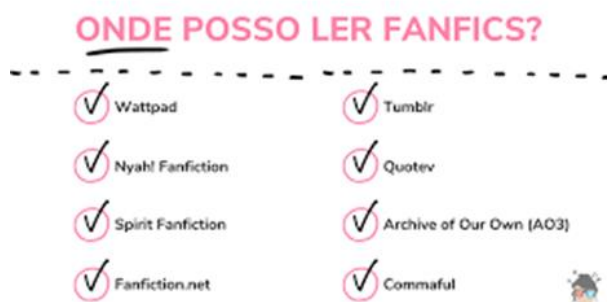 ONDE POSSO LER FANFICS?
Wattpad
Nyah! Fanfiction
Spirit Fanfiction
Fanfiction.net
Tumblr
Quotev
Archive of Our Own (AO3)
Commaful